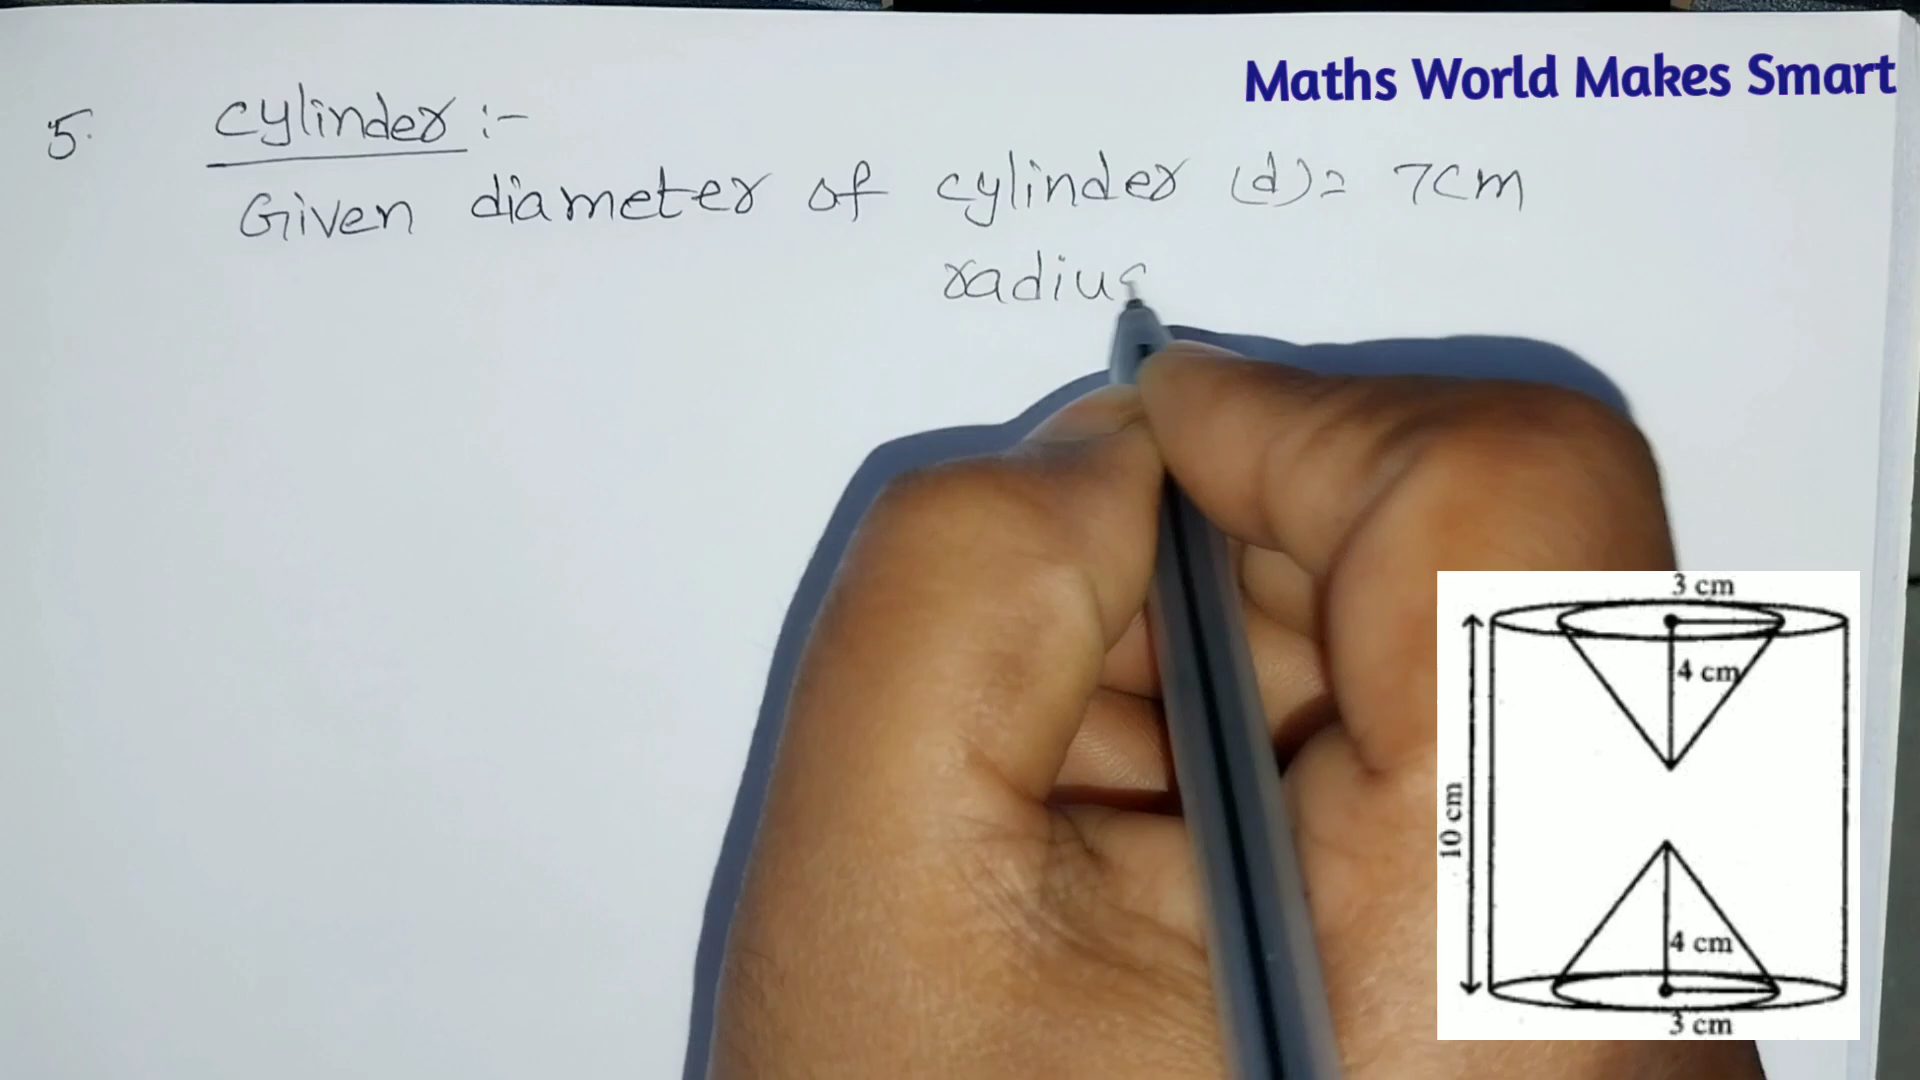 Maths World Makes Smart
5. cylinder :-
Given diameter of cylinder (d) = 7cm
radius
3 cm
4 cm
10 cm
4 cm
3 cm